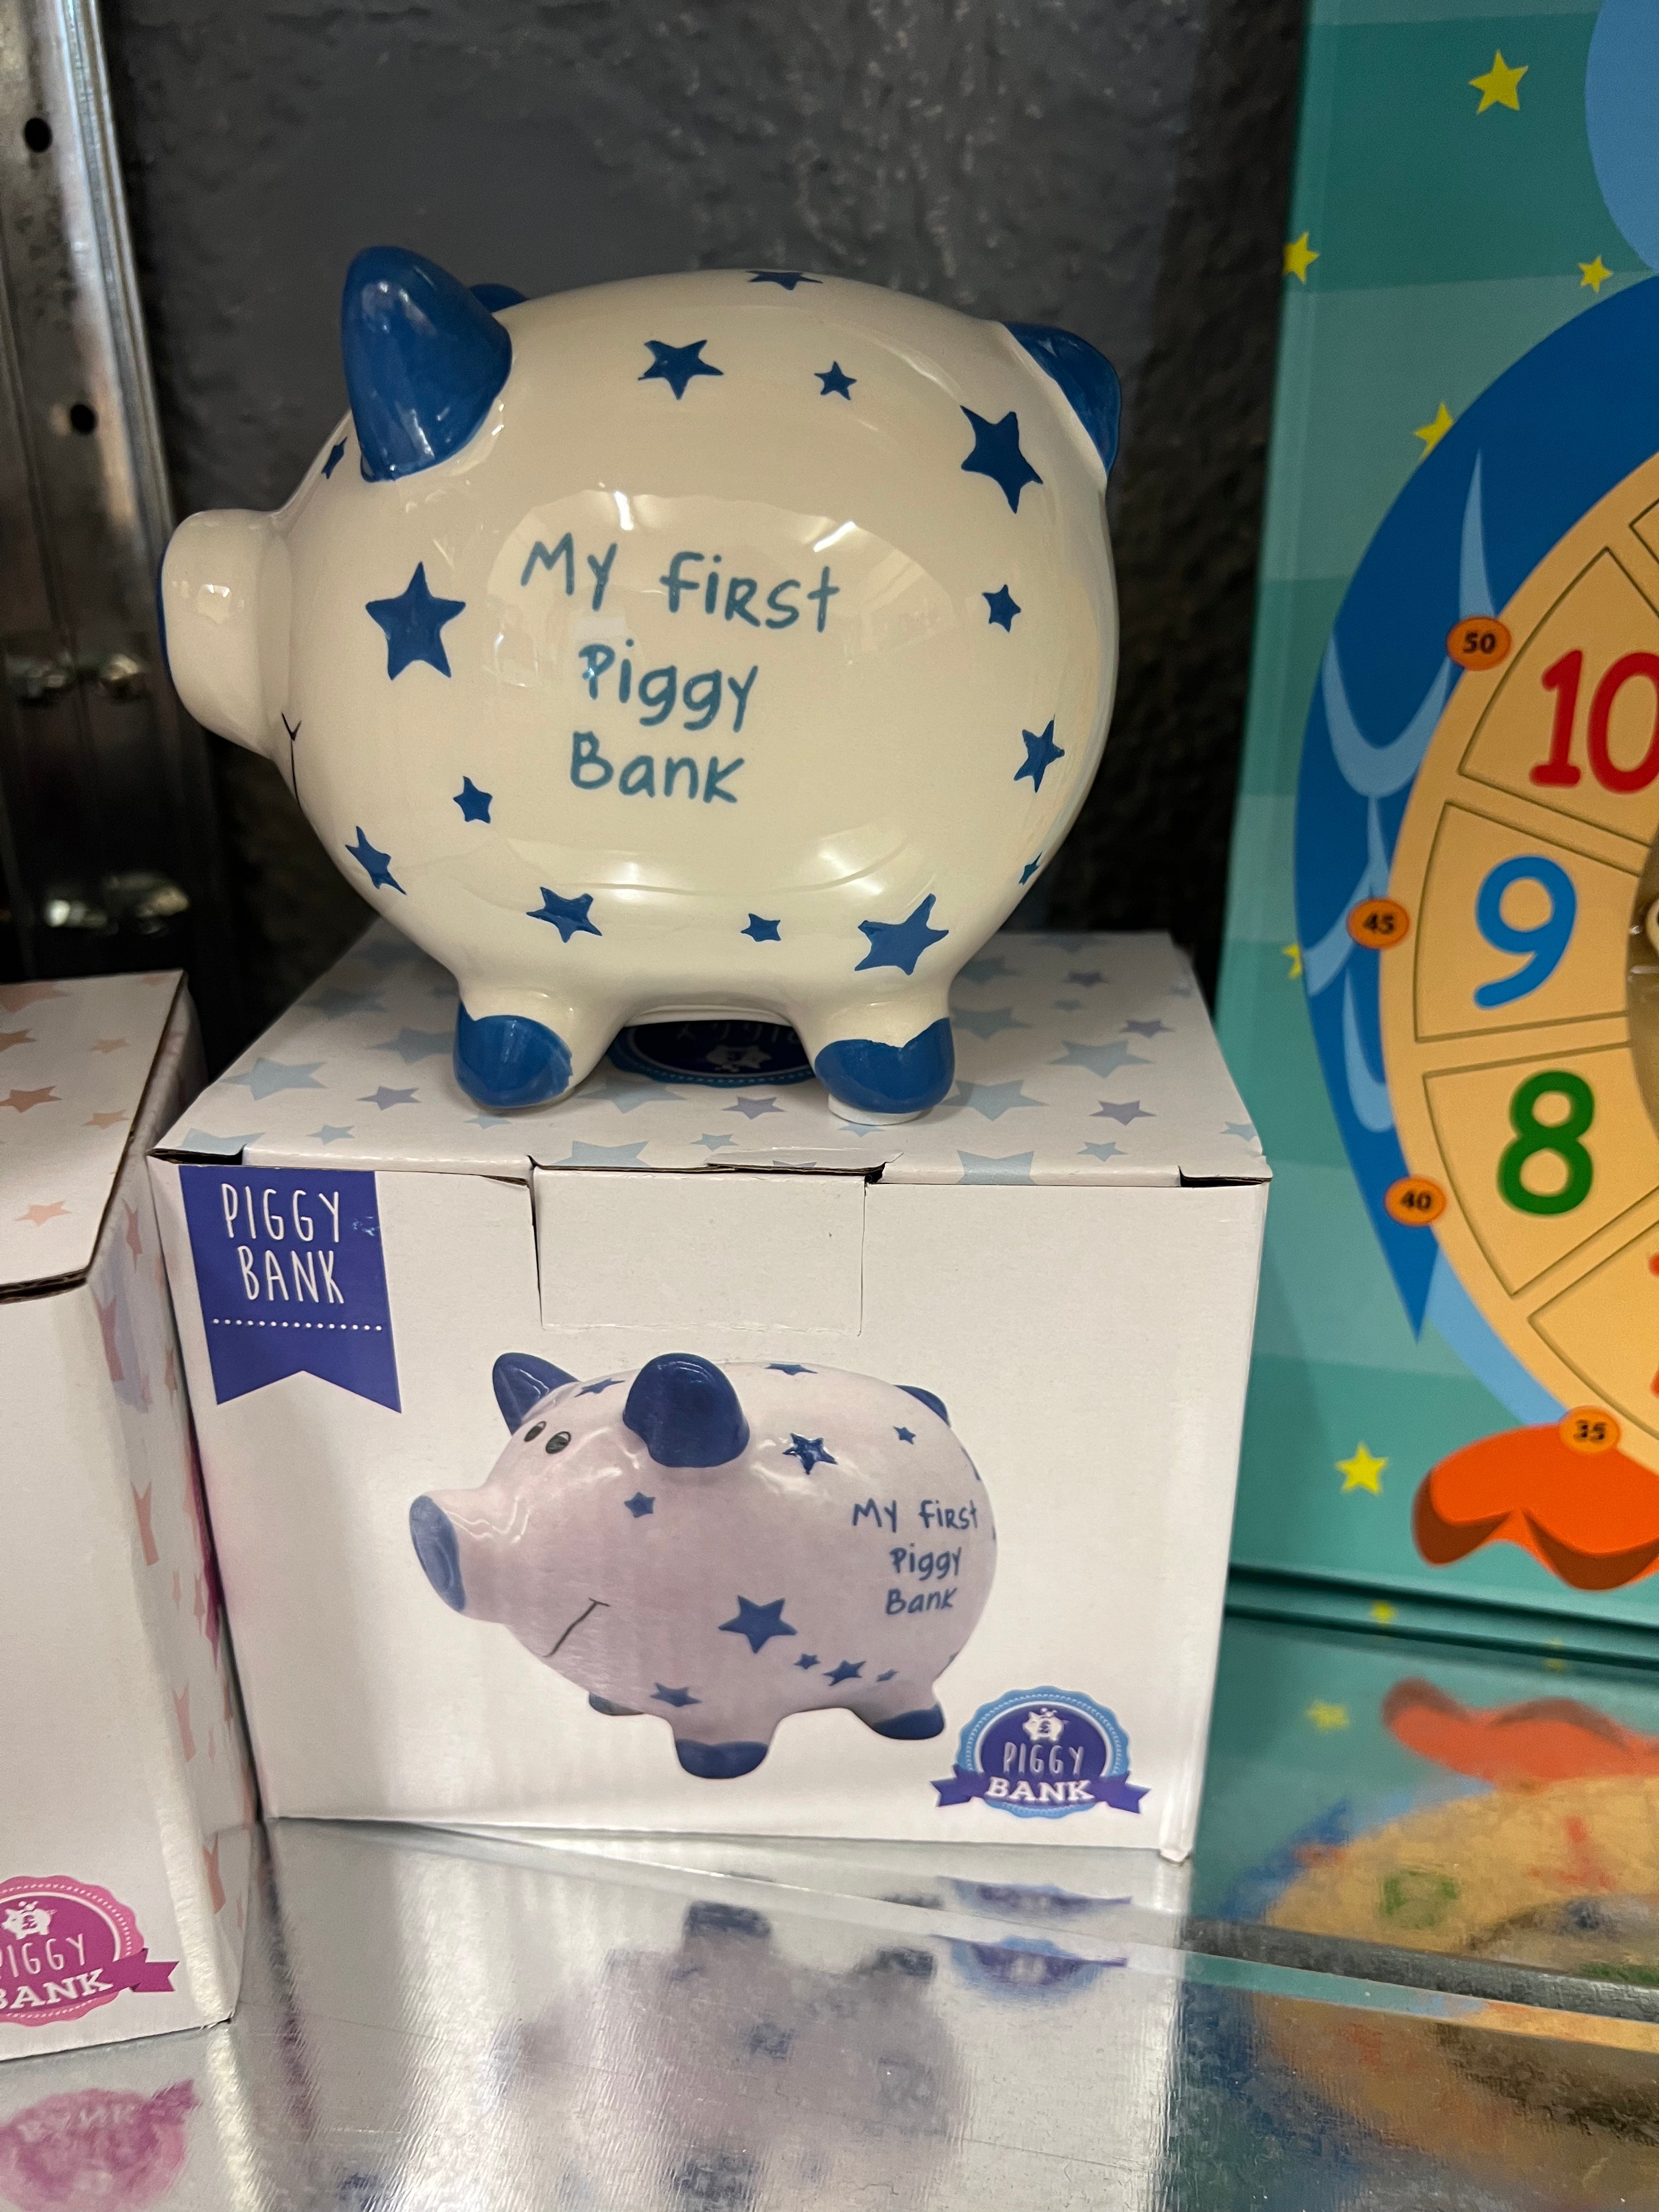 My First
Piggy
Bank
PIGGY
BANK
My First
Piggy
Bank
PIGGY
BANK
PIGGY
BANK
50
10
45
9
40
8
35